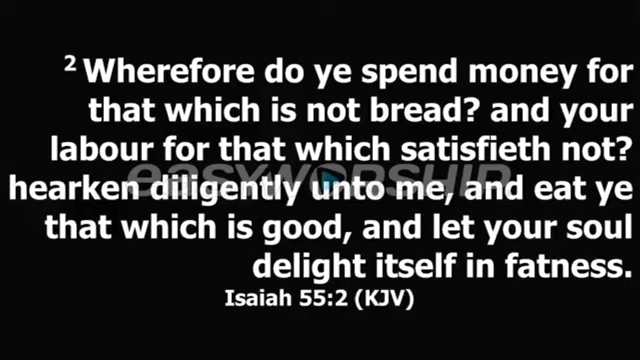 2 Wherefore do ye spend money for
that which is not bread? and your
labour for that which satisfieth not?
easyworship
hearken diligently unto me, and eat ye
that which is good, and let your soul
delight itself in fatness.
Isaiah 55:2 (KJV)